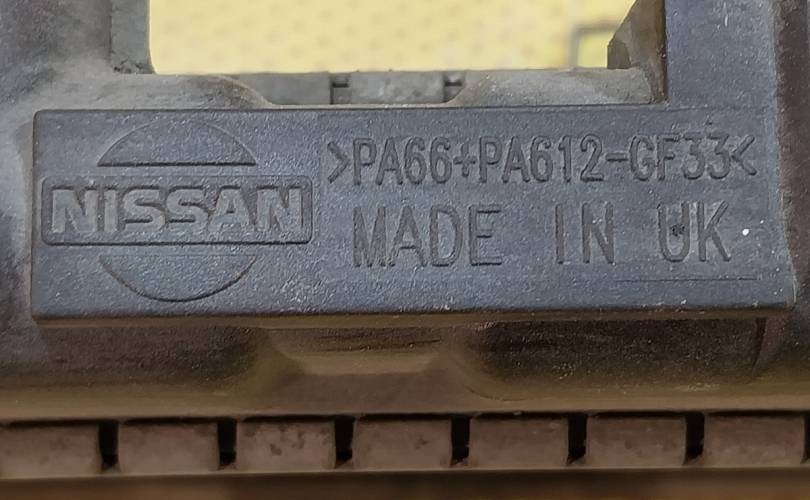 NISSAN
>PA66+PA612-GF33<
MADE IN UK